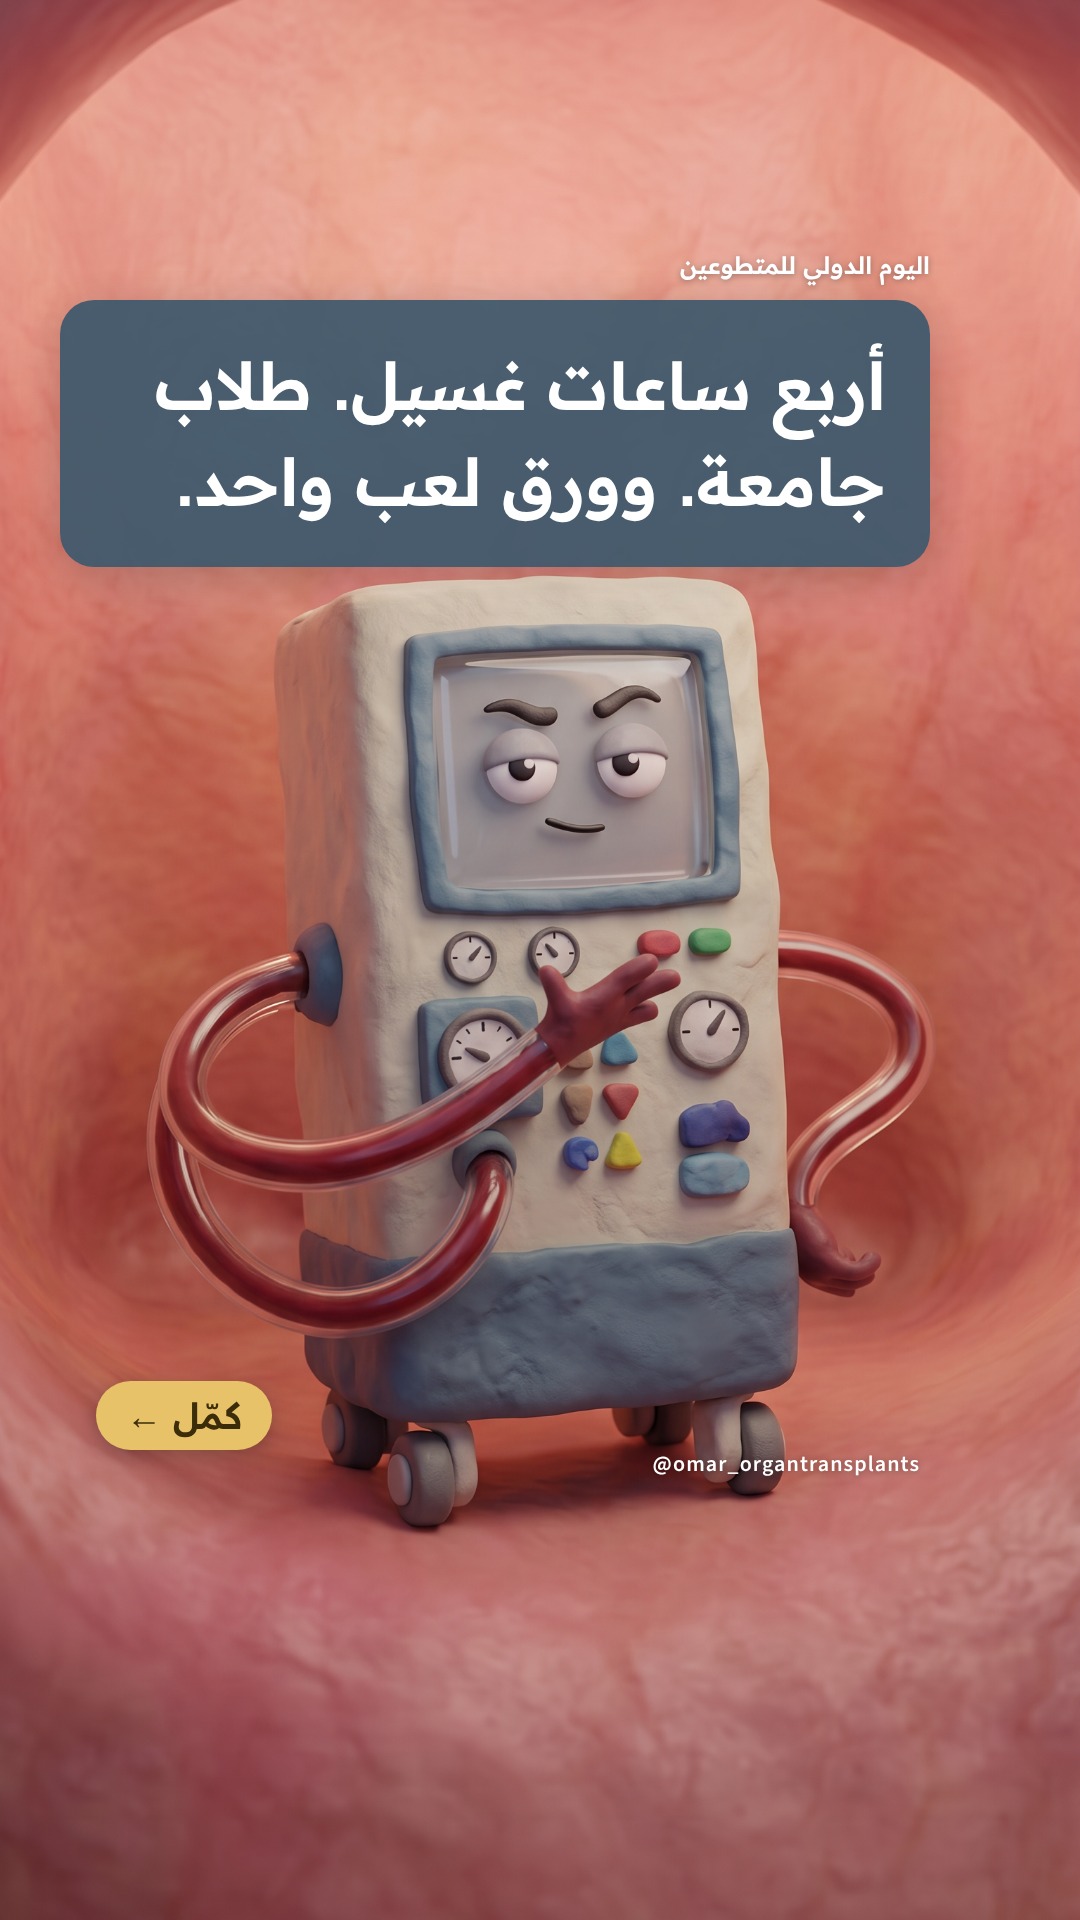 اليوم الدولي للمتطوعين
أربع ساعات غسيل. طلاب
جامعة. وورق لعب واحد.
كمّل ←
@omar_organtransplants